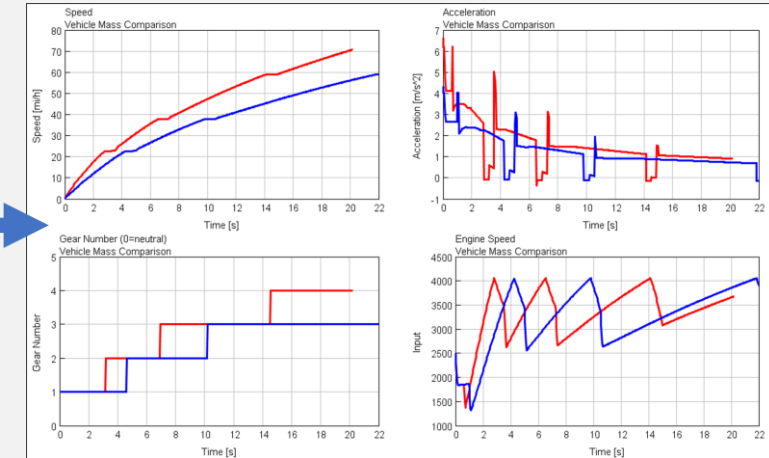 Speed
Vehicle Mass Comparison
80
70
60
50
40
30
20
10
0
Speed [mi/h]
0 2 4 6 8 10 12 14 16 18 20 22
Time [s]
Acceleration
Vehicle Mass Comparison
7
6
5
4
3
2
1
0
-1
Acceleration [m/s^2]
0 2 4 6 8 10 12 14 16 18 20 22
Time [s]
Gear Number (0=neutral)
Vehicle Mass Comparison
5
4
3
2
1
0
Gear Number
0 2 4 6 8 10 12 14 16 18 20 22
Time [s]
Engine Speed
Vehicle Mass Comparison
4500
4000
3500
3000
2500
2000
1500
1000
Input
0 2 4 6 8 10 12 14 16 18 20 22
Time [s]